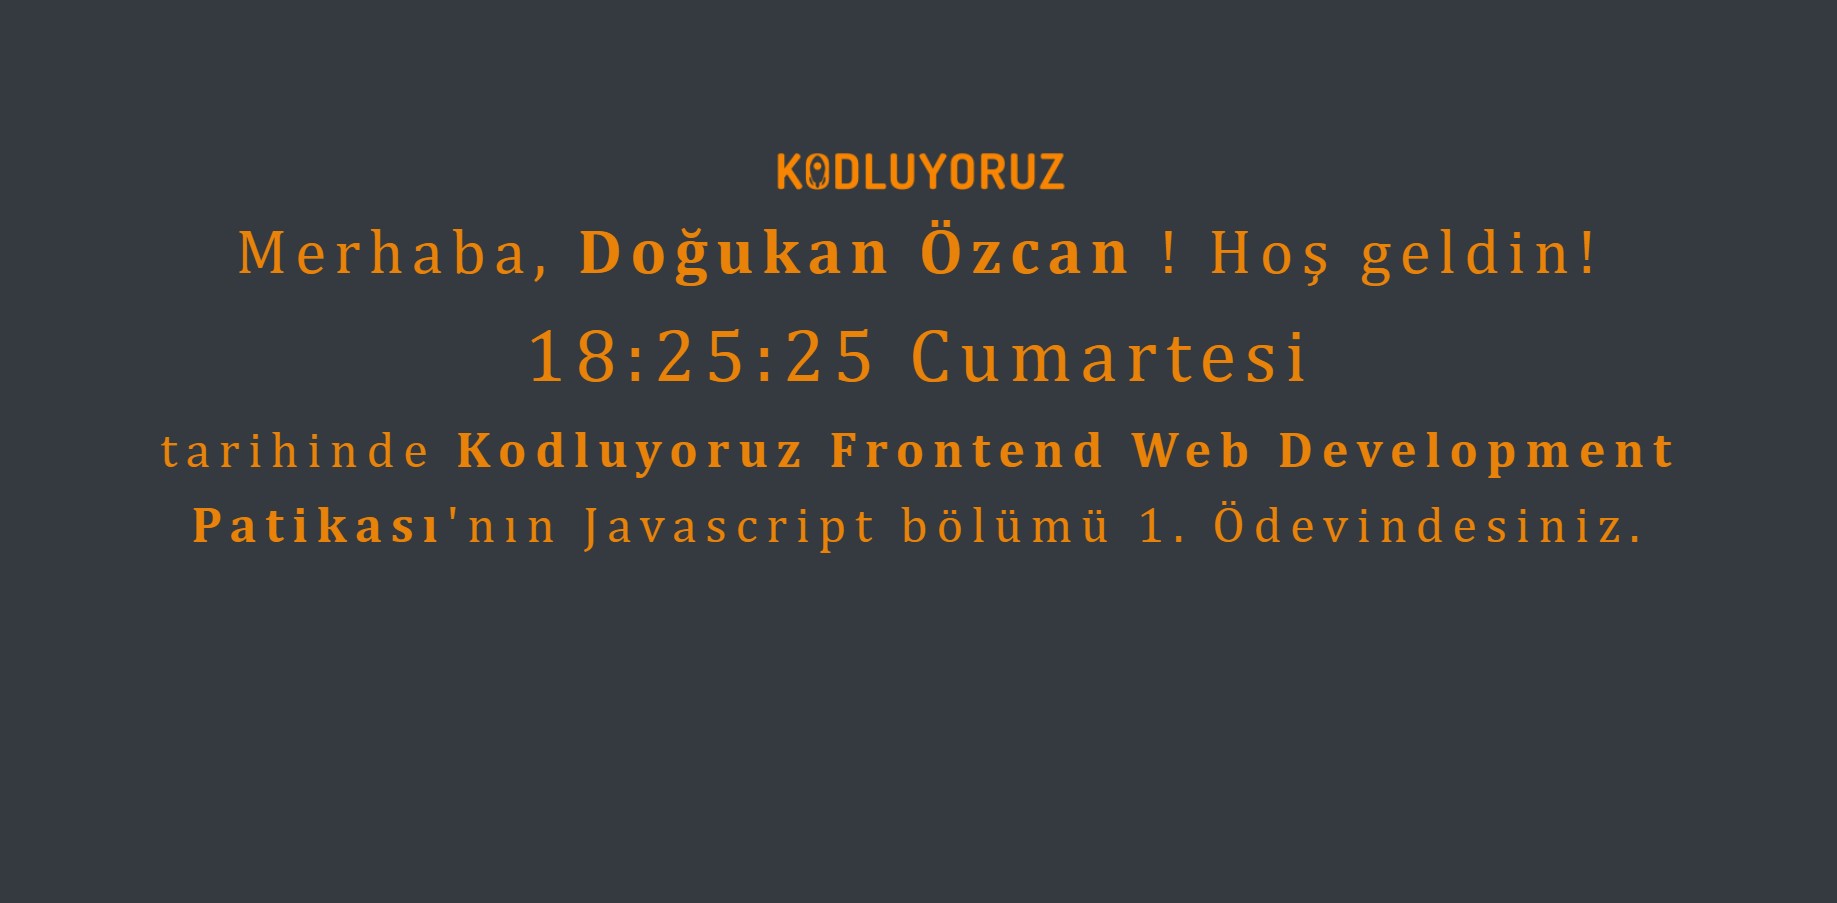 KODLUYORUZ
Merhaba, Doğukan Özcan ! Hoş geldin!
18:25:25 Cumartesi
tarihinde Kodluyoruz Frontend Web Development
Patikası'nın Javascript bölümü 1. Ödevindesiniz.